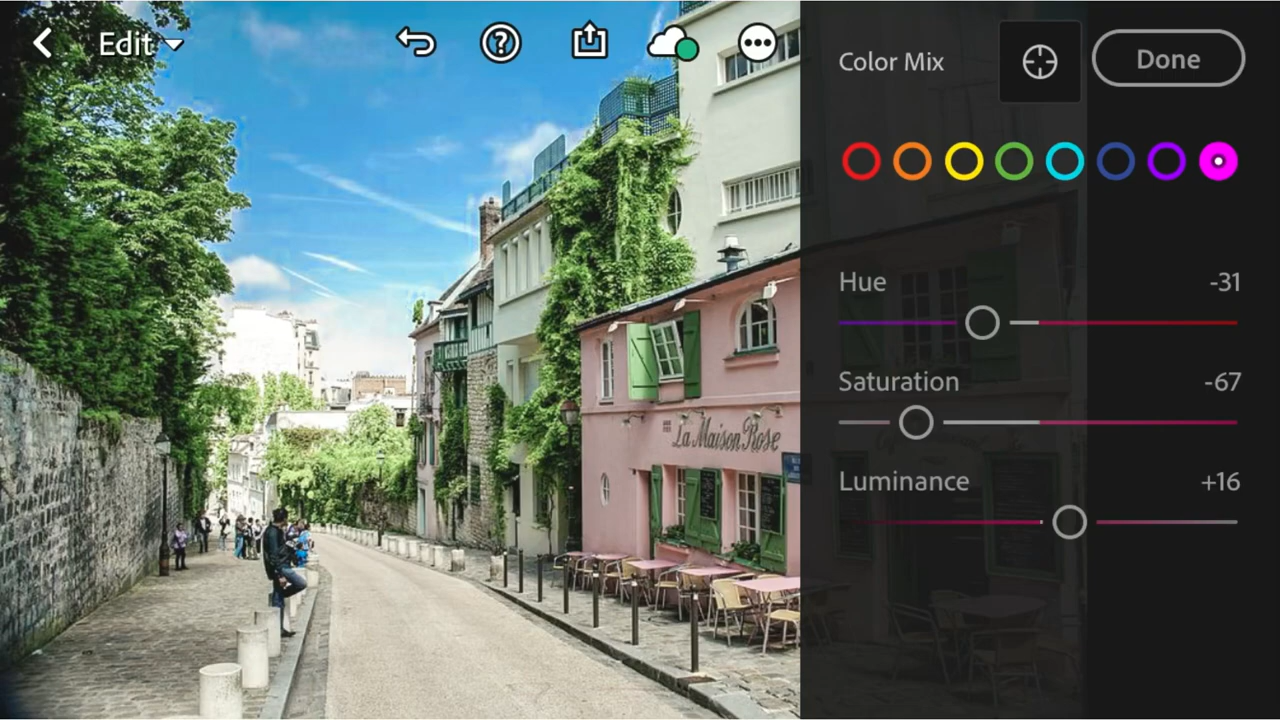 Edit
Color Mix
Done
Hue
-31
Saturation
-67
Luminance
+16
La Maison Rose